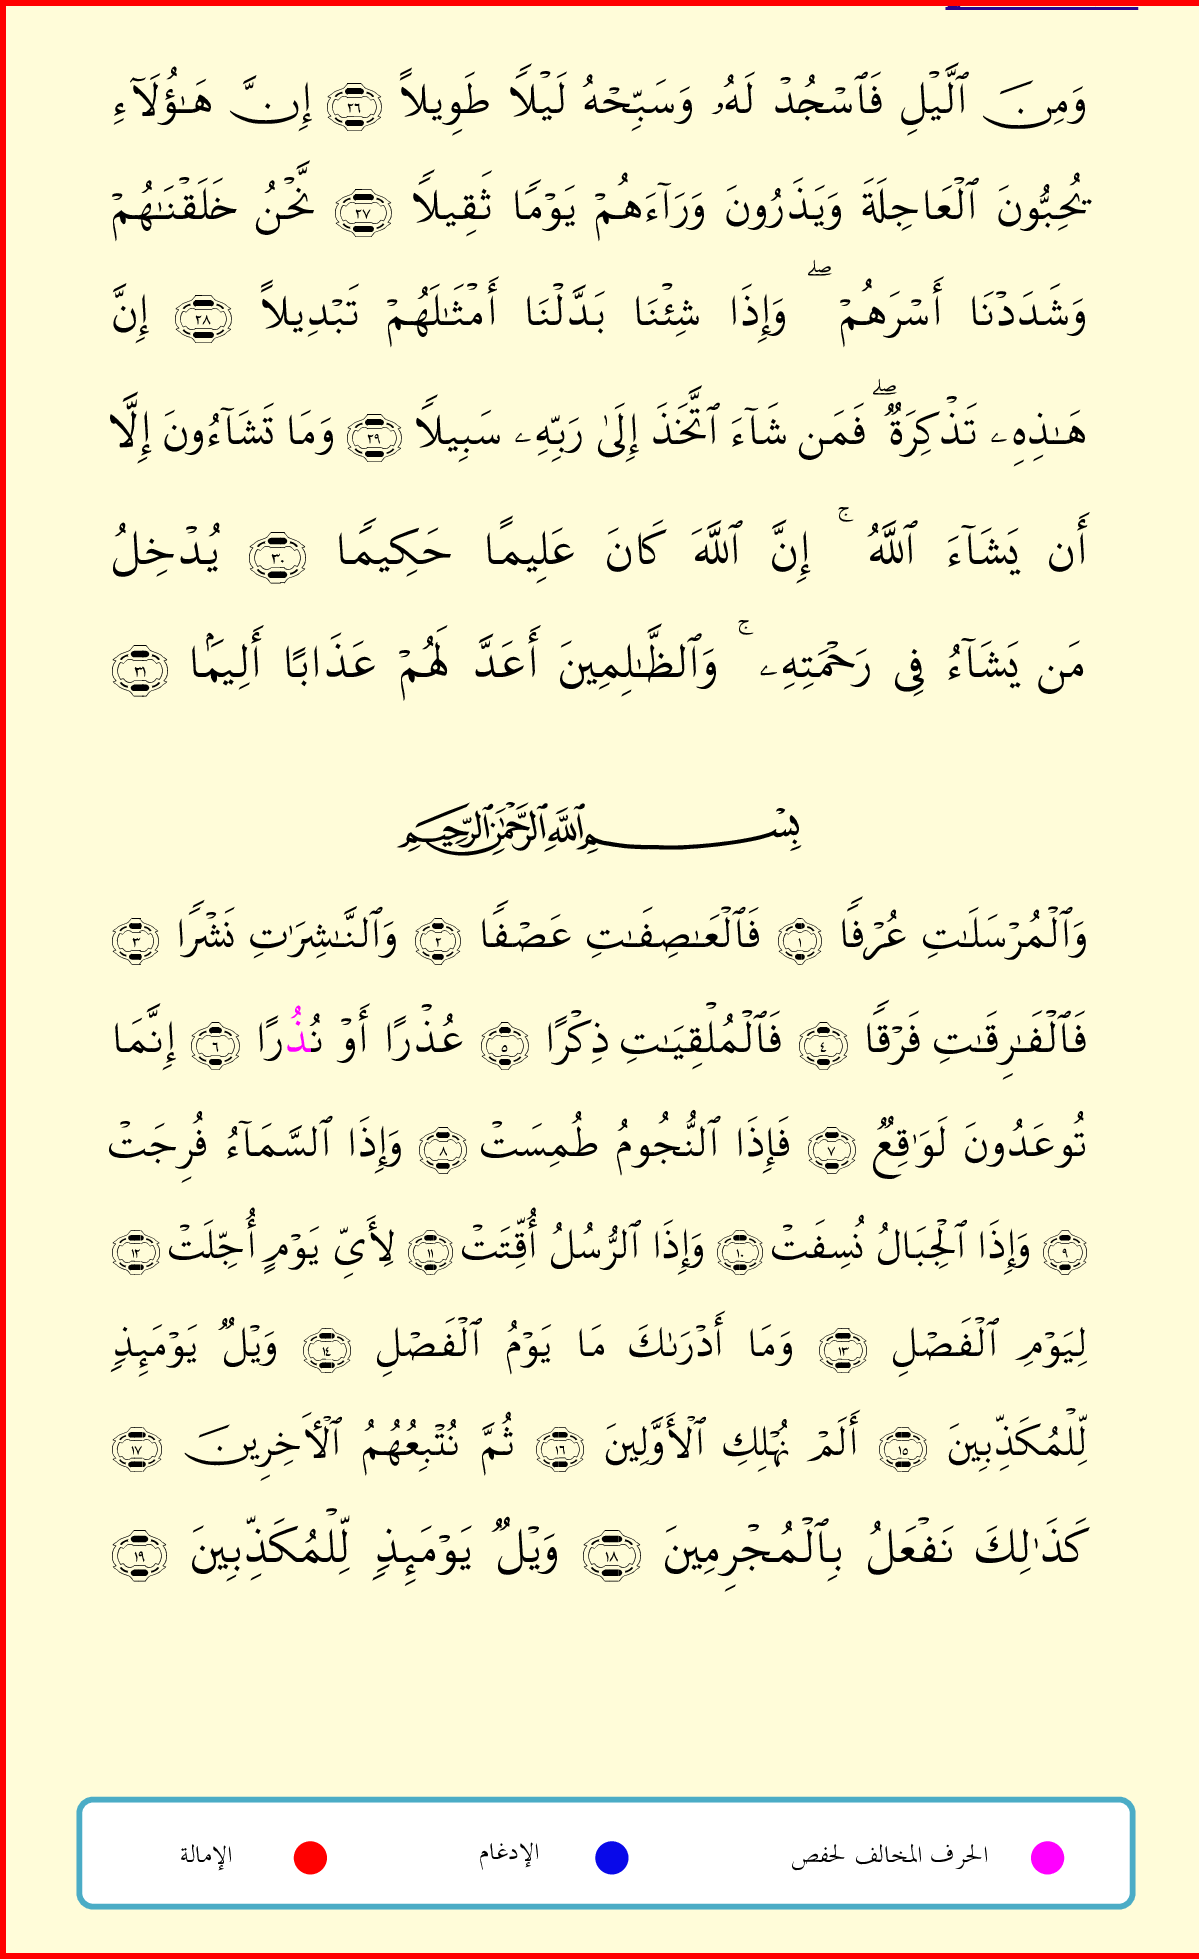 وَمِنَ ٱلَّيْلِ فَٱسْجُدْ لَهُۥ وَسَبِّحْهُ لَيْلًا طَوِيلًا ٢٦ إِنَّ هَـٰٓؤُلَآءِ
يُحِبُّونَ ٱلْعَاجِلَةَ وَيَذَرُونَ وَرَآءَهُمْ يَوْمًا ثَقِيلًا ٢٧ نَّحْنُ خَلَقْنَـٰهُمْ
وَشَدَدْنَا أَسْرَهُمْ ۖ وَإِذَا شِئْنَا بَدَّلْنَا أَمْثَـٰلَهُمْ تَبْدِيلًا ٢٨ إِنَّ
هَـٰذِهِۦ تَذْكِرَةٌ ۖ فَمَن شَآءَ ٱتَّخَذَ إِلَىٰ رَبِّهِۦ سَبِيلًا ٢٩ وَمَا تَشَآءُونَ إِلَّا
أَن يَشَآءَ ٱللَّهُ ۚ إِنَّ ٱللَّهَ كَانَ عَلِيمًا حَكِيمًا ٣٠ يُدْخِلُ
مَن يَشَآءُ فِى رَحْمَتِهِۦ ۚ وَٱلظَّـٰلِمِينَ أَعَدَّ لَهُمْ عَذَابًا أَلِيمًۢا ٣١
بِسْمِ ٱللَّهِ ٱلرَّحْمَـٰنِ ٱلرَّحِيمِ
وَٱلْمُرْسَلَـٰتِ عُرْفًا ١ فَٱلْعَـٰصِفَـٰتِ عَصْفًا ٢ وَٱلنَّـٰشِرَٰتِ نَشْرًا ٣
فَٱلْفَـٰرِقَـٰتِ فَرْقًا ٤ فَٱلْمُلْقِيَـٰتِ ذِكْرًا ٥ عُذْرًا أَوْ نُذُرًا ٦ إِنَّمَا
تُوعَدُونَ لَوَٰقِعٌ ٧ فَإِذَا ٱلنُّجُومُ طُمِسَتْ ٨ وَإِذَا ٱلسَّمَآءُ فُرِجَتْ
٩ وَإِذَا ٱلْجِبَالُ نُسِفَتْ ١٠ وَإِذَا ٱلرُّسُلُ أُقِّتَتْ ١١ لِأَىِّ يَوْمٍ أُجِّلَتْ ١٢
لِيَوْمِ ٱلْفَصْلِ ١٣ وَمَا أَدْرَىٰكَ مَا يَوْمُ ٱلْفَصْلِ ١٤ وَيْلٌ يَوْمَئِذٍ
لِّلْمُكَذِّبِينَ ١٥ أَلَمْ نُهْلِكِ ٱلْأَوَّلِينَ ١٦ ثُمَّ نُتْبِعُهُمُ ٱلْـَٔاخِرِينَ ١٧
كَذَٰلِكَ نَفْعَلُ بِٱلْمُجْرِمِينَ ١٨ وَيْلٌ يَوْمَئِذٍ لِّلْمُكَذِّبِينَ ١٩
الحرف المخالف لحفص الإدغام الإمالة